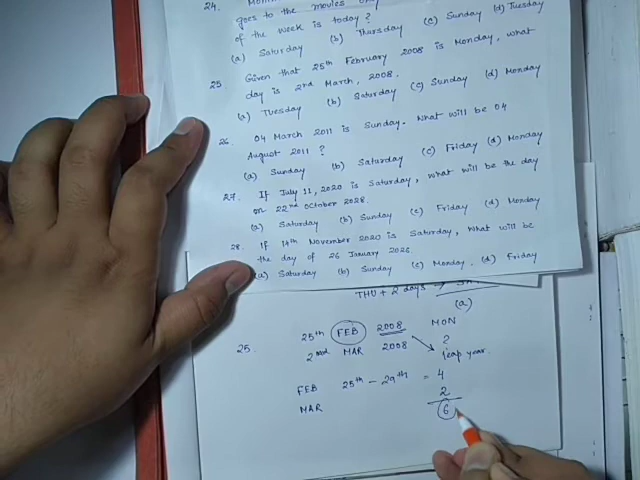 24.
goes to the movies only
of the week is today?
(a) Saturday (b) Thursday (c) Sunday (d) Tuesday
25 Given that 25th February 2008 is Monday, what
day is 2nd March, 2008.
(a) Tuesday (b) Saturday (c) Sunday (d) Monday
26. 04 March 2011 is Sunday. What will be 04
August 2011 ?
(a) Sunday (b) Saturday (c) Friday (d) Monday
27. If July 11, 2020 is Saturday, what will be the day
on 22nd October 2028.
(a) Saturday (b) Sunday (c) Friday (d) Monday
28. If 14th November 2020 is Saturday, What will be
the day of 26 January 2026.
(a) Saturday (b) Sunday (c) Monday. (d) Friday
THU + 2 days →
(a)
25. 25th FEB 2008 MON
2nd MAR 2008 ?
leap year.
FEB 25th - 29th = 4
MAR 2
6